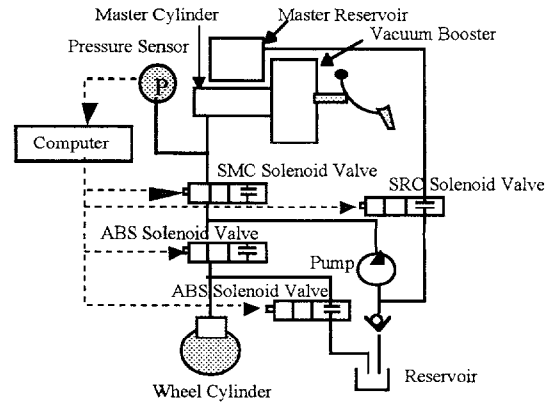 Master Cylinder
Master Reservoir
Pressure Sensor
Vacuum Booster
P
Computer
SMC Solenoid Valve
SRC Solenoid Valve
ABS Solenoid Valve
Pump
ABS Solenoid Valve
Reservoir
Wheel Cylinder